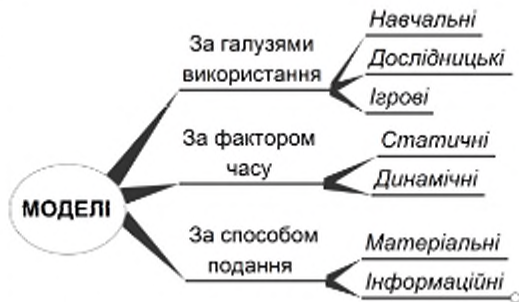 МОДЕЛІ
За галузями
використання
Навчальні
Дослідницькі
Ігрові
За фактором
часу
Статичні
Динамічні
За способом
подання
Матеріальні
Інформаційні